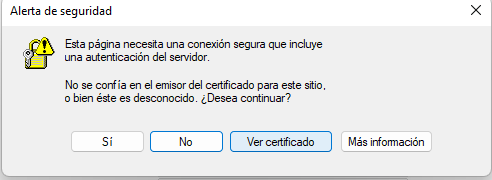 Alerta de seguridad
Esta página necesita una conexión segura que incluye
una autenticación del servidor.
No se confía en el emisor del certificado para este sitio,
o bien éste es desconocido. ¿Desea continuar?
Sí
No
Ver certificado
Más información